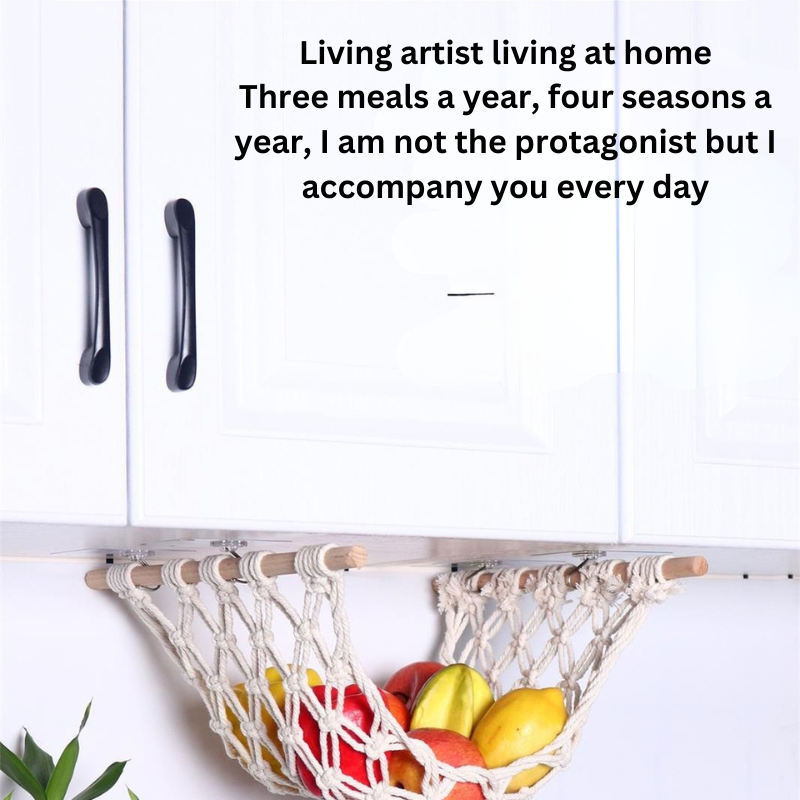 Living artist living at home
Three meals a year, four seasons a
year, I am not the protagonist but I
accompany you every day